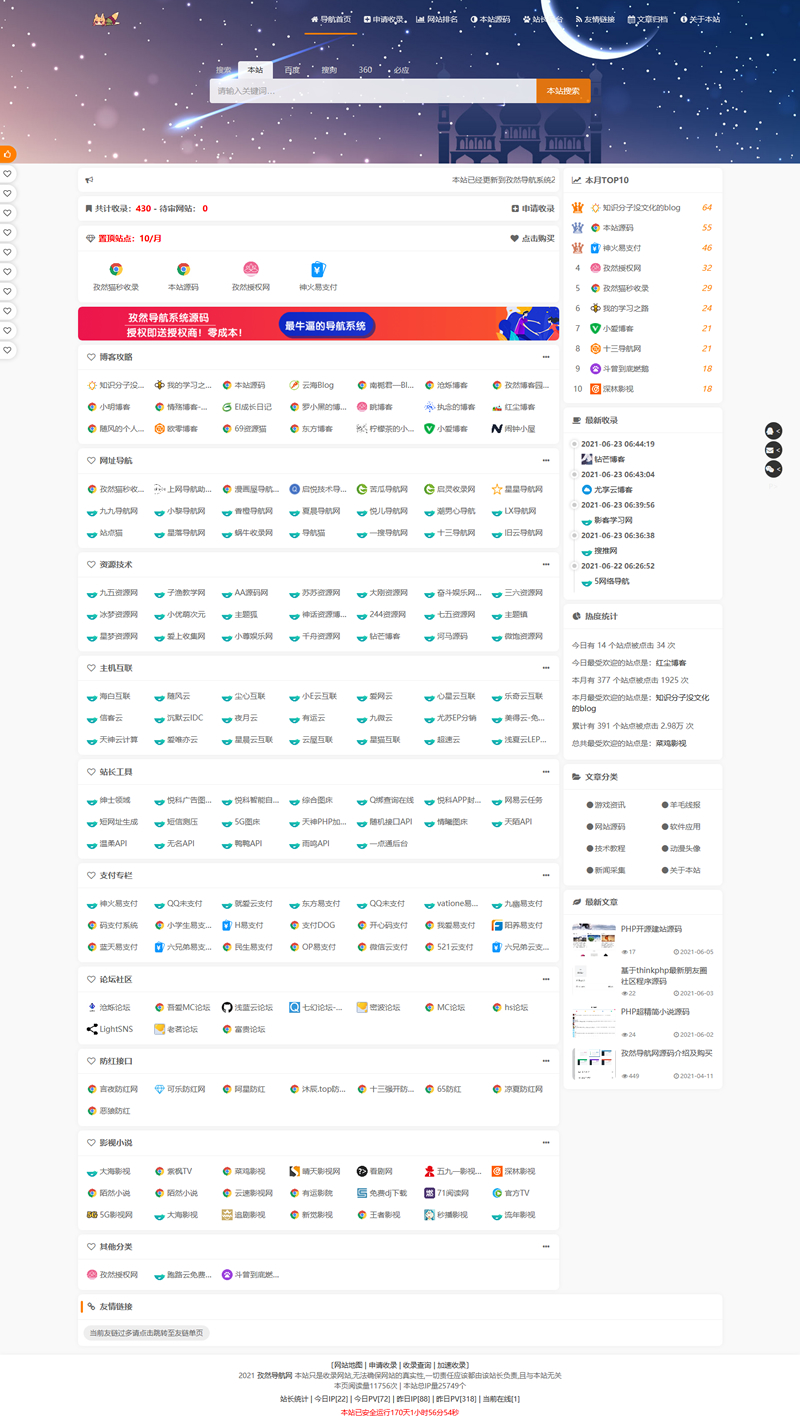 导航首页 申请收录 网站排名 本站源码 站长 台 友情链接 文章归档 关于本站
搜索 本站 百度 搜狗 360 必应
请输入关键词... 本站搜索
本站已经更新到孜然导航系统2
共计收录：430 - 待审网站： 0 申请收录
置顶站点：10/月 点击购买
孜然猫秒收录 本站源码 孜然授权网 神火易支付
孜然导航系统源码
授权即送授权商！零成本！
最牛逼的导航系统
博客攻略
知识分子没... 我的学习之... 本站源码 云海Blog 南栀君一Bl... 沧烁博客 孜然博客园...
小明博客 情殇博客-... EI成长日记 罗小黑的博... 眺博客 执念的博客 红尘博客
随风的个人... 欲零博客 69资源猫 东方博客 柠檬茶的小... 小爱博客 闹钟小屋
网址导航
孜然猫秒收... 上网导航助... 漫画屋导航... 启悦技术导... 苦瓜导航网 启灵收录网 星星导航网
九九导航网 小黎导航网 香橙导航网 夏晨导航网 悦儿导航网 潮男心导航 LX导航网
站点猫 星落导航网 蜗牛收录网 导航猫 一搜导航网 十三导航网 旧云导航网
资源技术
九五资源网 子渔教学网 AA源码网 苏苏资源网 大刚资源网 奋斗娱乐网... 三六资源网
冰梦资源网 小优萌次元 主题狐 神话资源博... 244资源网 七五资源网 主题镇
星梦资源网 爱上收集网 小尊娱乐网 千舟资源网 钻芒博客 河马源码 微饱资源网
主机互联
海白互联 随风云 尘心互联 小E云互联 爱网云 心星云互联 乐奇云互联
信客云 沉默云IDC 夜月云 有运云 九微云 尤苏EP分销 美得云-免...
天神云计算 爱唯亦云 星晨云互联 云屋互联 星猫互联 超速云 浅夏云LEP...
站长工具
绅士领域 悦科广告图... 悦科智能自... 综合图床 Q绑查询在线 悦科APP封... 网易云任务
短网址生成 短信测压 5G图床 天神PHP加... 随机接口API 情曦图床 天陌API
温柔API 无名API 鸭鸭API 雨鸣API 一点通后台
支付专栏
神火易支付 QQ未支付 就爱云支付 东方易支付 QQ未支付 vatione易... 九幽易支付
码支付系统 小学生易支... H易支付 支付DOG 开心码支付 我爱易支付 阳乔易支付
蓝天易支付 六兄弟易支... 民生易支付 OP易支付 微信云支付 521云支付 六兄弟云支...
论坛社区
沧烁论坛 吾爱MC论坛 浅蓝云论坛 七幻论坛-... 密波论坛 MC论坛 hs论坛
LightSNS 老茗论坛 富贵论坛
防红接口
宫夜防红网 可乐防红网 阿星防红 沐辰.top防... 十三强开防... 65防红 凉夏防红网
恶狼防红
影视小说
大海影视 紫枫TV 菜鸡影视 晴天影视网 看剧网 五九一影视... 深林影视
陌然小说 陌然小说 云速影视网 有运影院 免费dj下载 71阅读网 官方TV
5G影视网 大海影视 追剧影视 新觉影视 王者影视 秒播影视 流年影视
其他分类
孜然授权网 跑路云免费... 斗曾到底燃...
友情链接
当前友链过多请点击跳转至友链单页
本月TOP10
知识分子没文化的blog 64
本站源码 55
神火易支付 46
4 孜然授权网 32
5 孜然猫秒收录 29
6 我的学习之路 24
7 小爱博客 21
8 十三导航网 21
9 斗曾到底燃猫 18
10 深林影视 18
最新收录
2021-06-23 06:44:19
钻芒博客
2021-06-23 06:43:04
尤享云博客
2021-06-23 06:39:56
影客学习网
2021-06-23 06:36:38
搜推网
2021-06-22 06:26:52
5网络导航
热度统计
今日有 14 个站点被点击 34 次
今日最受欢迎的站点是：红尘博客
本月有 377 个站点被点击 1925 次
本月最受欢迎的站点是：知识分子没文化
的blog
累计有 391 个站点被点击 2.98万 次
总共最受欢迎的站点是：菜鸡影视
文章分类
游戏资讯 羊毛线报
网站源码 软件应用
技术教程 动漫头像
新闻采集 关于本站
最新文章
PHP开源建站源码
17 2021-06-05
基于thinkphp最新朋友圈
社区程序源码
22 2021-06-03
PHP超精简小说源码
24 2021-06-02
孜然导航网源码介绍及购买
449 2021-04-11
[网站地图 | 申请收录 | 收录查询 | 加速收录]
2021 孜然导航网 本站只是收录网站,无法确保网站的真实性,一切责任应该都由该站长负责,且与本站无关
本页阅读量11756次 | 本站总IP量25749个
站长统计 | 今日IP[22] | 今日PV[72] | 昨日IP[88] | 昨日PV[318] | 当前在线[1]
本站已安全运行170天1小时56分54秒